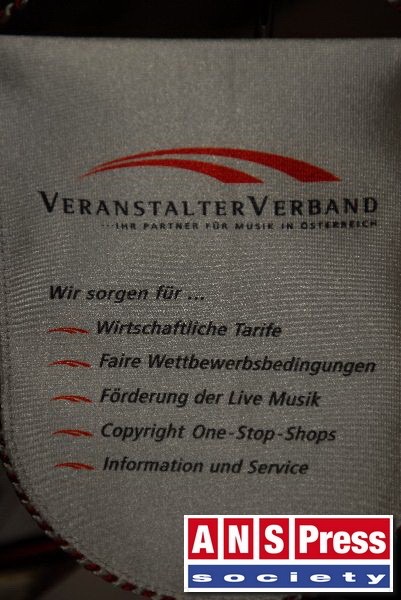 VERANSTALTERVERBAND
...IHR PARTNER FÜR MUSIK IN ÖSTERREICH
Wir sorgen für ...
Wirtschaftliche Tarife
Faire Wettbewerbsbedingungen
Förderung der Live Musik
Copyright One-Stop-Shops
Information und Service
ANS Press
society